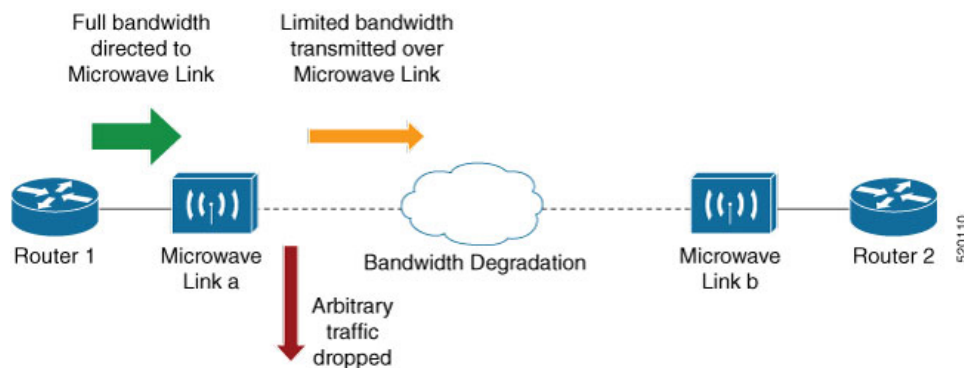 Full bandwidth
directed to
Microwave Link
Limited bandwidth
transmitted over
Microwave Link
Router 1
Microwave
Link a
Bandwidth Degradation
Microwave
Link b
Router 2
520110
Arbitrary
traffic
dropped